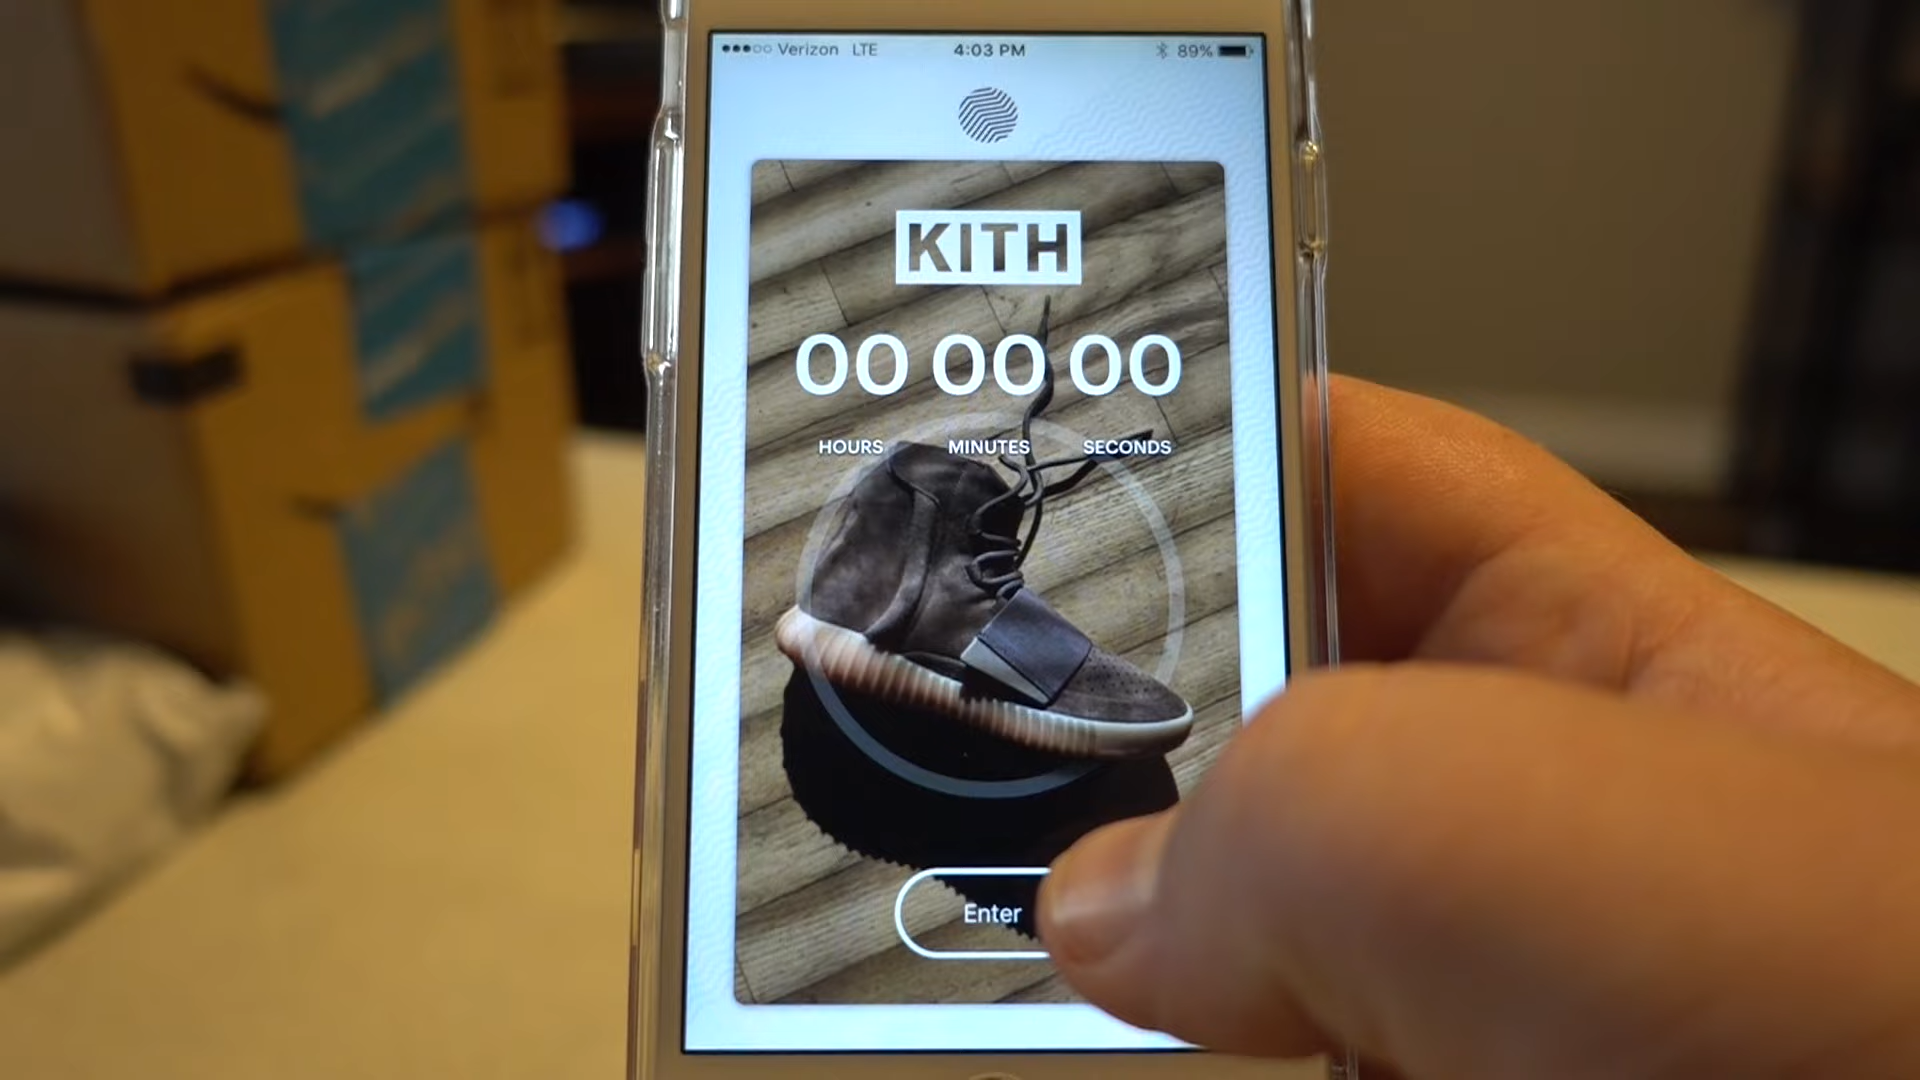 Verizon LTE 4:03 PM 89%
KITH
00 00 00
HOURS MINUTES SECONDS
Enter